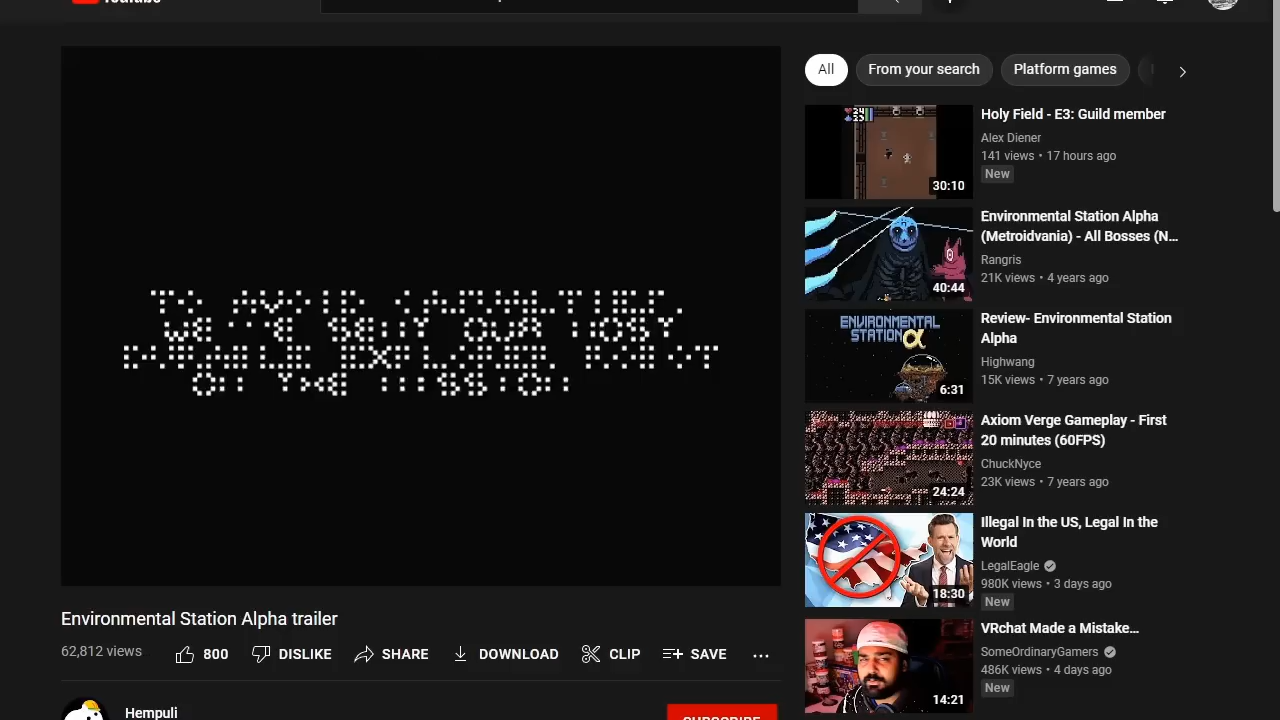 All
From your search
Platform games
Holy Field - E3: Guild member
Alex Diener
141 views • 17 hours ago
New
30:10
Environmental Station Alpha
(Metroidvania) - All Bosses (N...
Rangris
21K views • 4 years ago
40:44
ENVIRONMENTAL
STATION α
Review- Environmental Station
Alpha
Highwang
15K views • 7 years ago
6:31
Axiom Verge Gameplay - First
20 minutes (60FPS)
ChuckNyce
23K views • 7 years ago
24:24
Illegal In the US, Legal In the
World
LegalEagle
980K views • 3 days ago
New
18:30
VRchat Made a Mistake...
SomeOrdinaryGamers
486K views • 4 days ago
New
14:21
Environmental Station Alpha trailer
62,812 views
800
DISLIKE
SHARE
DOWNLOAD
CLIP
SAVE
Hempuli
SUBSCRIBE